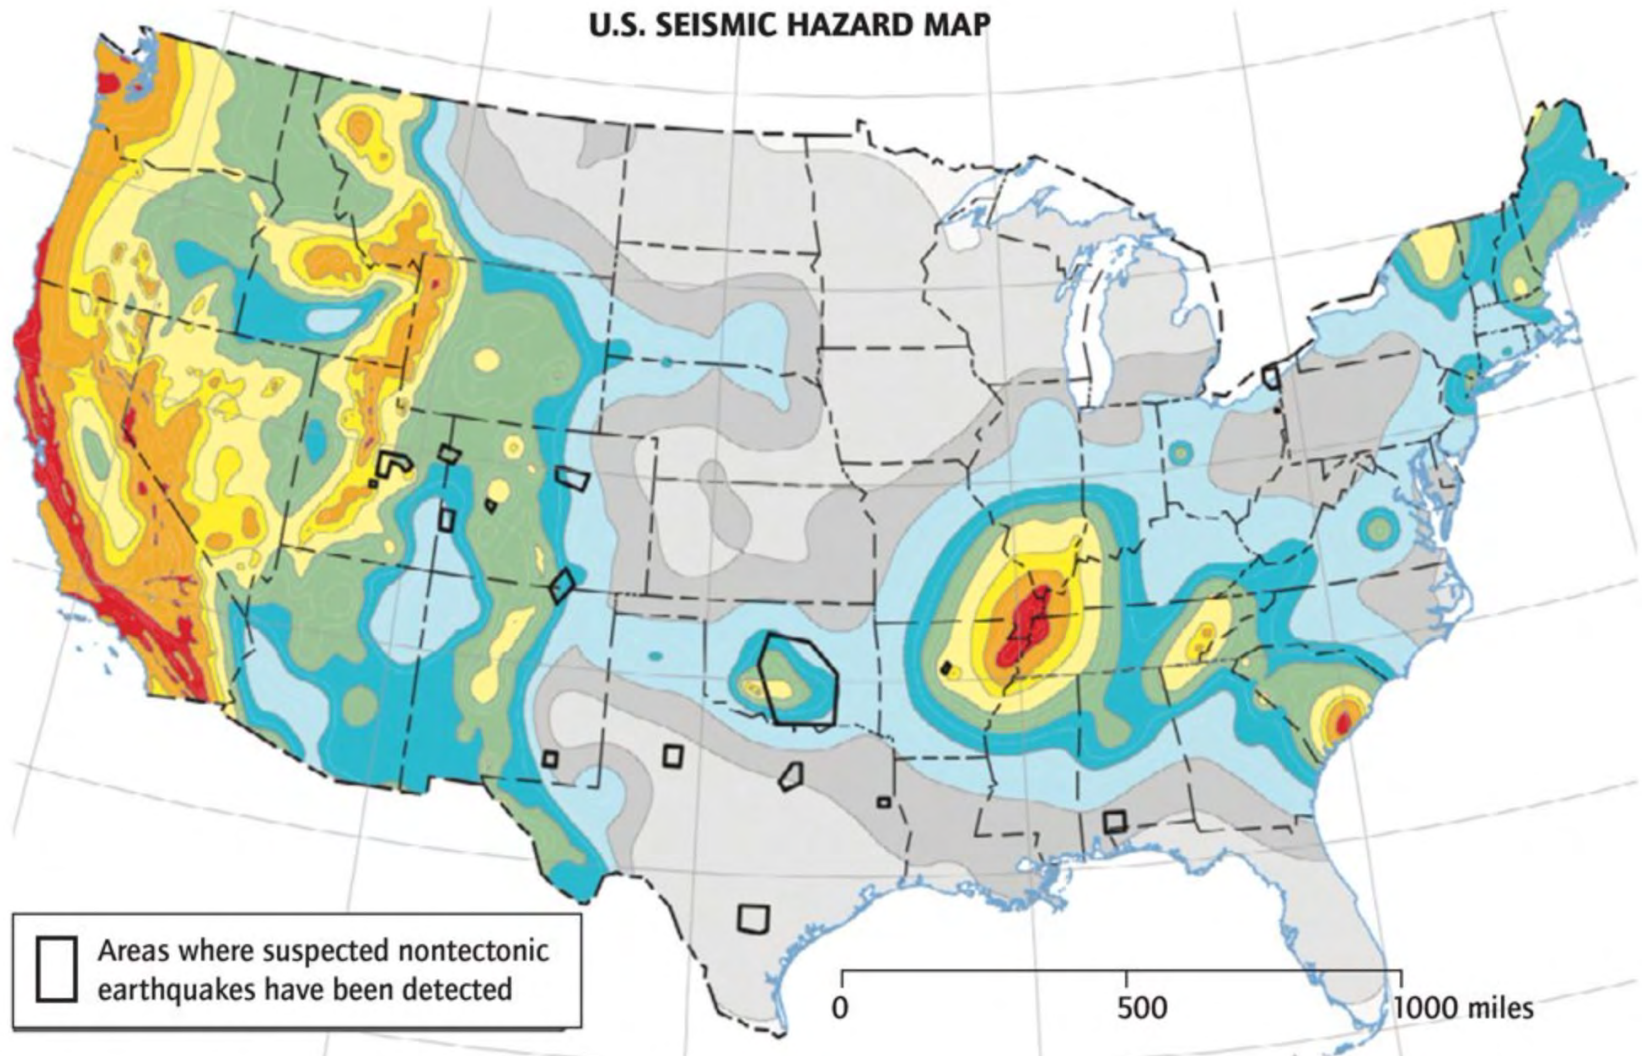 U.S. SEISMIC HAZARD MAP
Areas where suspected nontectonic
earthquakes have been detected
0 500 1000 miles